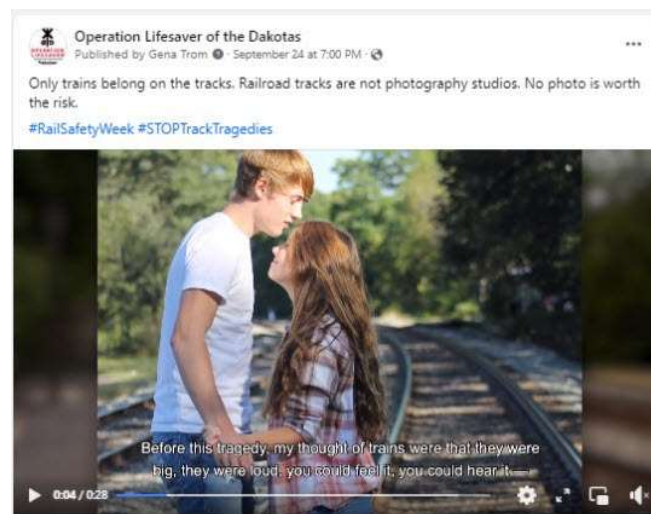 Operation Lifesaver of the Dakotas
Published by Gena Trom · September 24 at 7:00 PM ·
Only trains belong on the tracks. Railroad tracks are not photography studios. No photo is worth
the risk.
#RailSafetyWeek #STOPTrackTragedies
Before this tragedy, my thought of trains were that they were
big, they were loud, you could feel it, you could hear it—
0:04 / 0:28